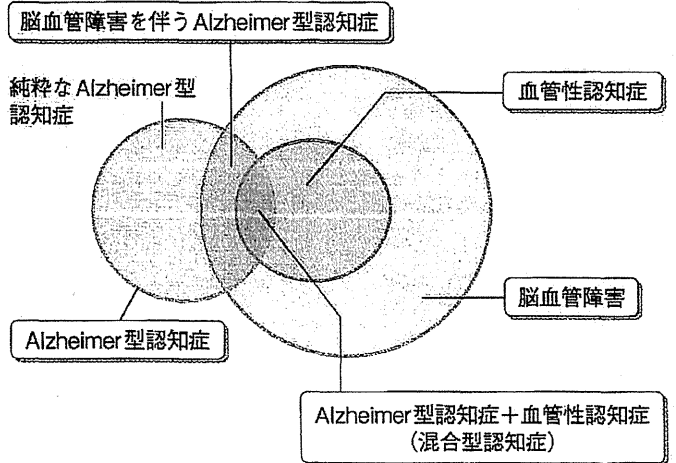 脳血管障害を伴うAlzheimer型認知症
純粋なAlzheimer型
認知症
血管性認知症
脳血管障害
Alzheimer型認知症
Alzheimer型認知症＋血管性認知症
（混合型認知症）